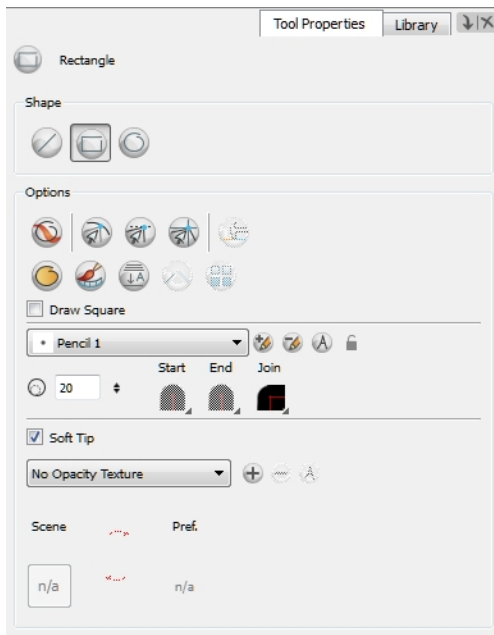 Tool Properties
Library
Rectangle
Shape
Options
Draw Square
Pencil 1
Start End Join
20
Soft Tip
No Opacity Texture
Scene Pref.
n/a n/a